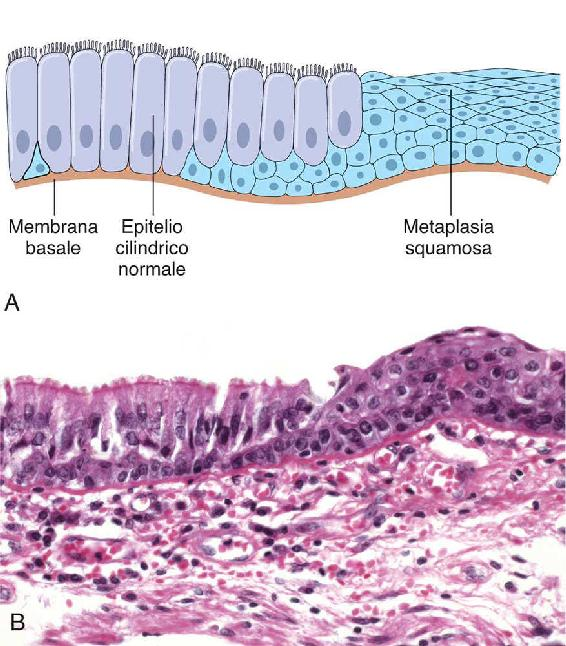 Membrana
basale
Epitelio
cilindrico
normale
Metaplasia
squamosa
A
B